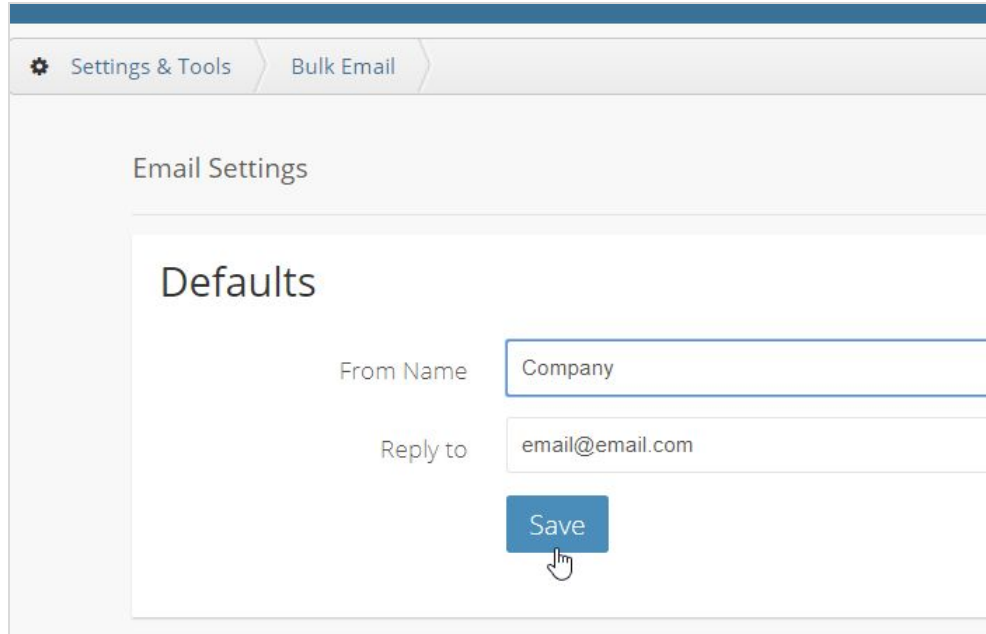 Settings & Tools Bulk Email
Email Settings
Defaults
From Name Company
Reply to email@email.com
Save